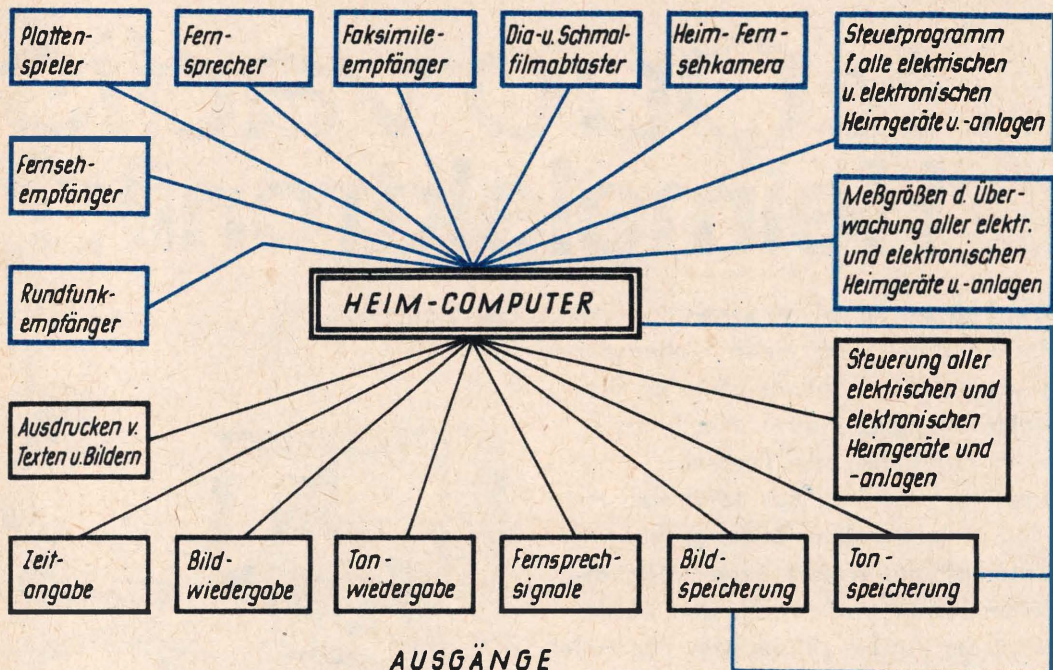 Platten-
spieler
Fern-
sprecher
Faksimile-
empfänger
Dia-u. Schmal-
filmabtaster
Heim-Fern-
sehkamera
Steuerprogramm
f. alle elektrischen
u. elektronischen
Heimgeräte u.-anlagen
Fernseh-
empfänger
Meßgrößen d. Über-
wachung aller elektr.
und elektronischen
Heimgeräte u.-anlagen
Rundfunk-
empfänger
HEIM-COMPUTER
Steuerung aller
elektrischen und
elektronischen
Heimgeräte und
-anlagen
Ausdrucken v.
Texten u. Bildern
Zeit-
angabe
Bild-
wiedergabe
Ton-
wiedergabe
Fernsprech-
signale
Bild-
speicherung
Ton
speicherung
AUSGÄNGE